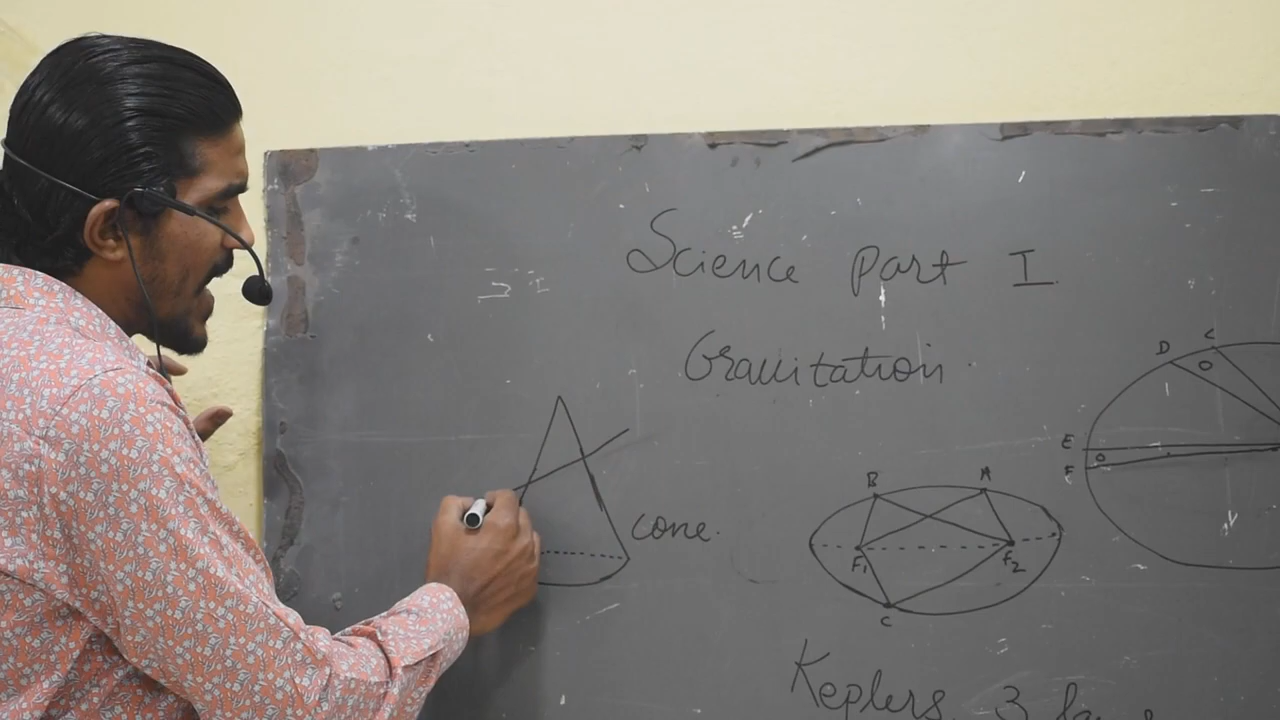 Science Part I
Gravitation
cone.
B A
F1 F2
C
D C
O
E
O
F
Keplers 3